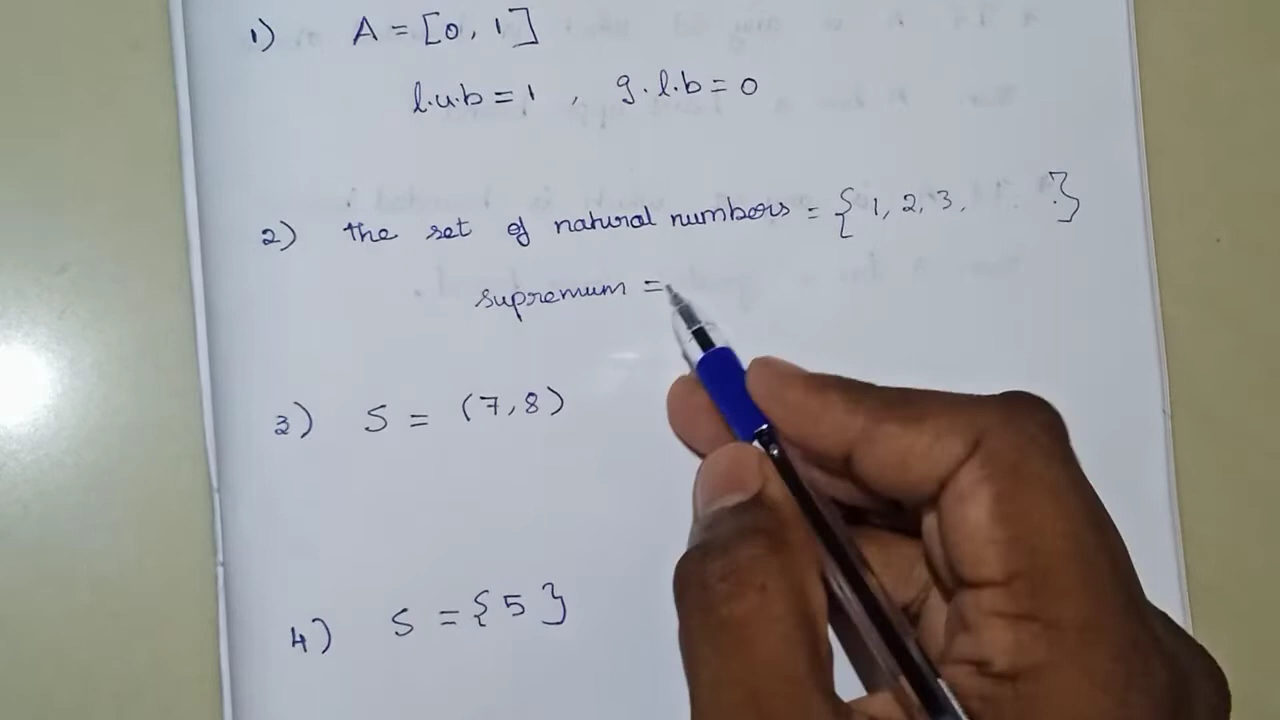 1) A = [0, 1]
l.u.b = 1 , g.l.b = 0
2) the set of natural numbers = {1, 2, 3, . . .}
supremum =
3) S = (7,8)
4) S = {5}